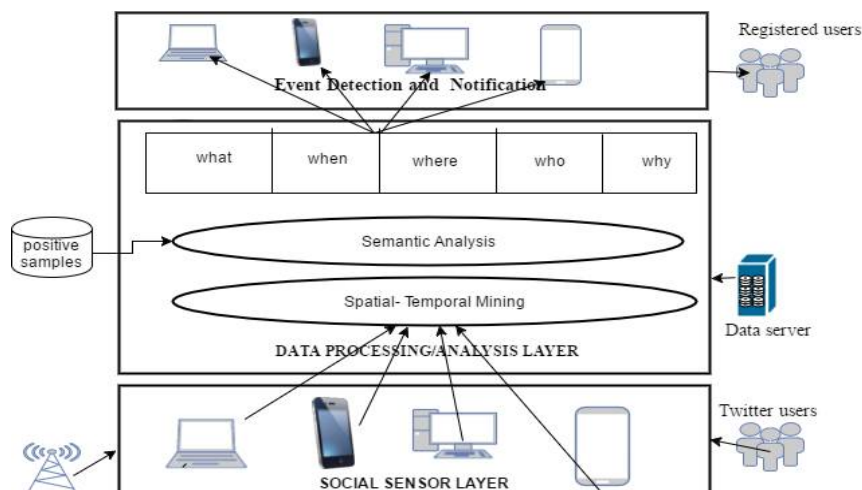 Registered users
Event Detection and Notification
what when where who why
positive
samples
Semantic Analysis
Spatial- Temporal Mining
Data server
DATA PROCESSING/ANALYSIS LAYER
Twitter users
SOCIAL SENSOR LAYER